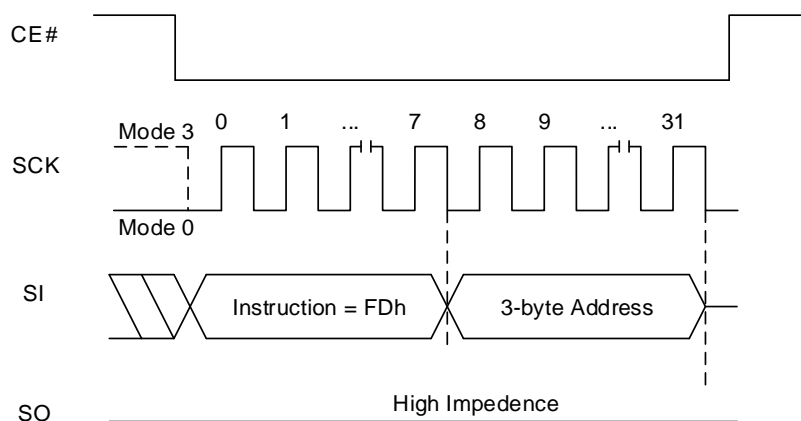 CE#
0 1 ... 7 8 9 ... 31
Mode 3
SCK
Mode 0
SI
Instruction = FDh
3-byte Address
High Impedence
SO